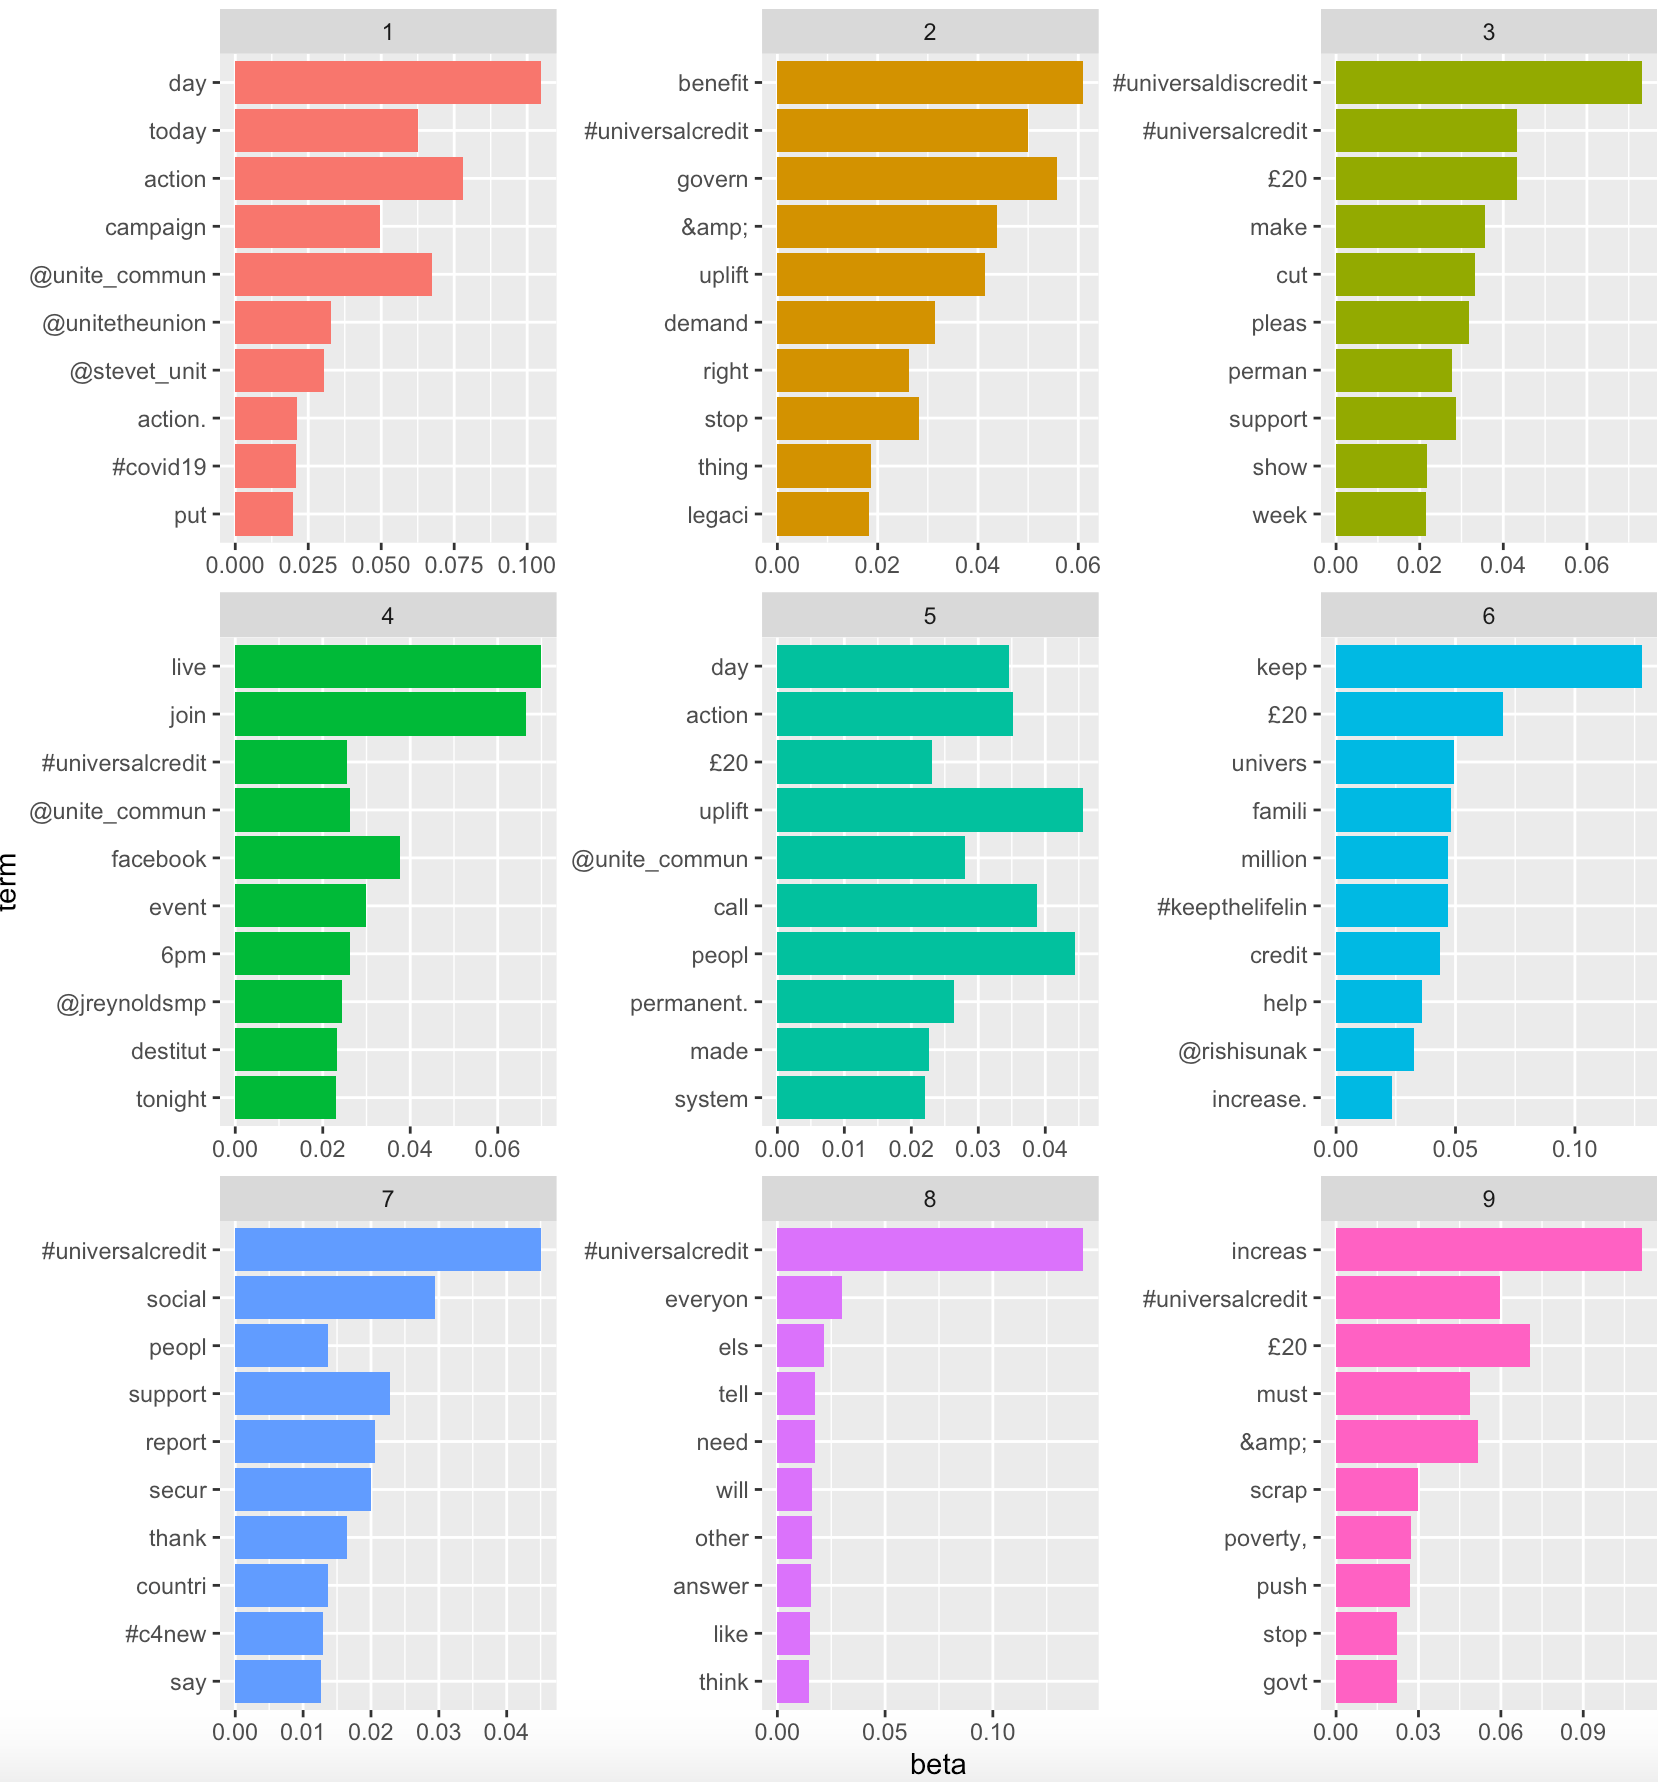 1
day
today
action
campaign
@unite_commun
@unitetheunion
@stevet_unit
action.
#covid19
put
0.000 0.025 0.050 0.075 0.100
2
benefit
#universalcredit
govern
&amp;
uplift
demand
right
stop
thing
legaci
0.00 0.02 0.04 0.06
3
#universaldiscredit
#universalcredit
£20
make
cut
pleas
perman
support
show
week
0.00 0.02 0.04 0.06
4
live
join
#universalcredit
@unite_commun
facebook
event
6pm
@jreynoldsmp
destitut
tonight
0.00 0.02 0.04 0.06
5
day
action
£20
uplift
@unite_commun
call
peopl
permanent.
made
system
0.00 0.01 0.02 0.03 0.04
6
keep
£20
univers
famili
million
#keepthelifelin
credit
help
@rishisunak
increase.
0.00 0.05 0.10
7
#universalcredit
social
peopl
support
report
secur
thank
countri
#c4new
say
0.00 0.01 0.02 0.03 0.04
8
#universalcredit
everyon
els
tell
need
will
other
answer
like
think
0.00 0.05 0.10
9
increas
#universalcredit
£20
must
&amp;
scrap
poverty,
push
stop
govt
0.00 0.03 0.06 0.09
term
beta